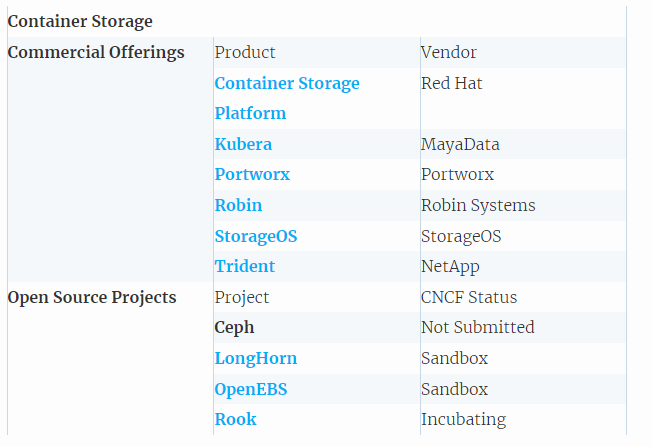 Container Storage
Commercial Offerings Product Vendor
Container Storage Red Hat
Platform
Kubera MayaData
Portworx Portworx
Robin Robin Systems
StorageOS StorageOS
Trident NetApp
Open Source Projects Project CNCF Status
Ceph Not Submitted
LongHorn Sandbox
OpenEBS Sandbox
Rook Incubating